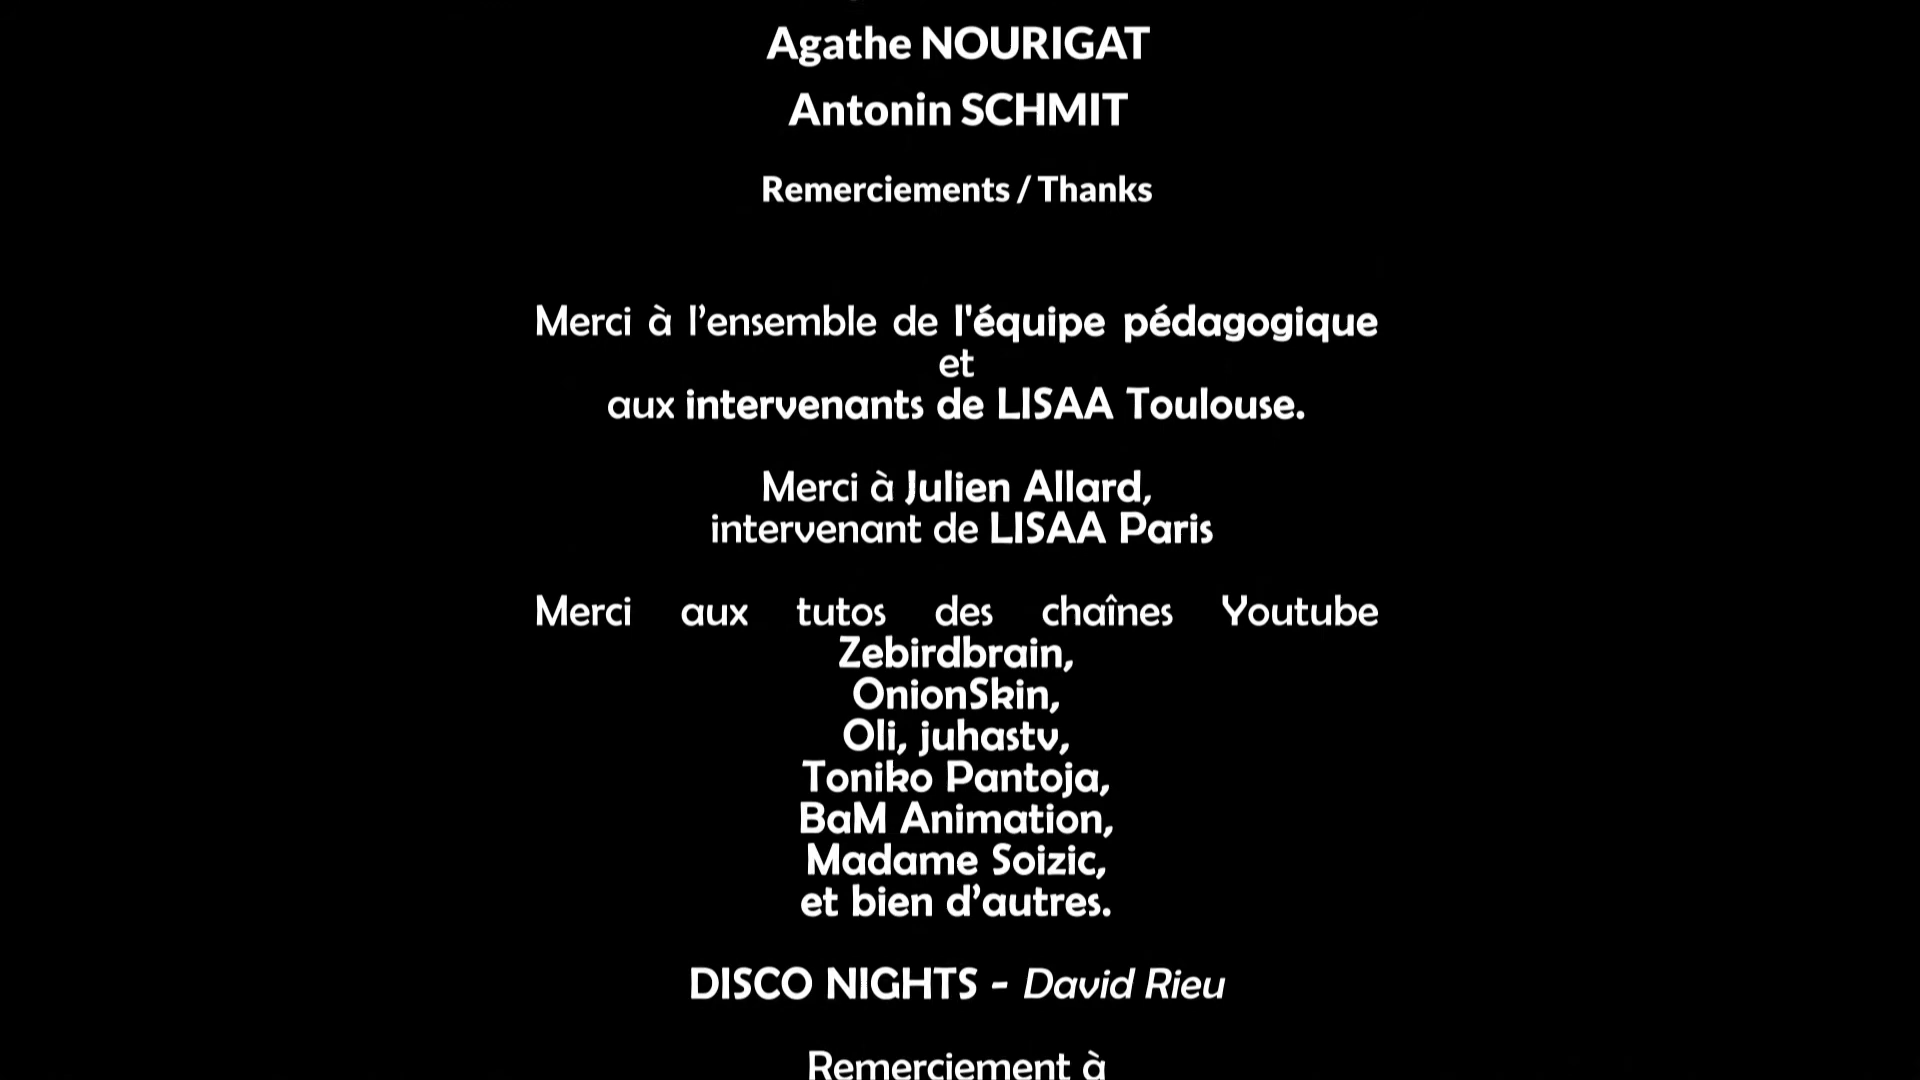 Agathe NOURIGAT
Antonin SCHMIT
Remerciements / Thanks
Merci à l’ensemble de l'équipe pédagogique
et
aux intervenants de LISAA Toulouse.
Merci à Julien Allard,
intervenant de LISAA Paris
Merci aux tutos des chaînes Youtube
Zebirdbrain,
OnionSkin,
Oli, juhastv,
Toniko Pantoja,
BaM Animation,
Madame Soizic,
et bien d’autres.
DISCO NIGHTS - David Rieu
Remerciement à